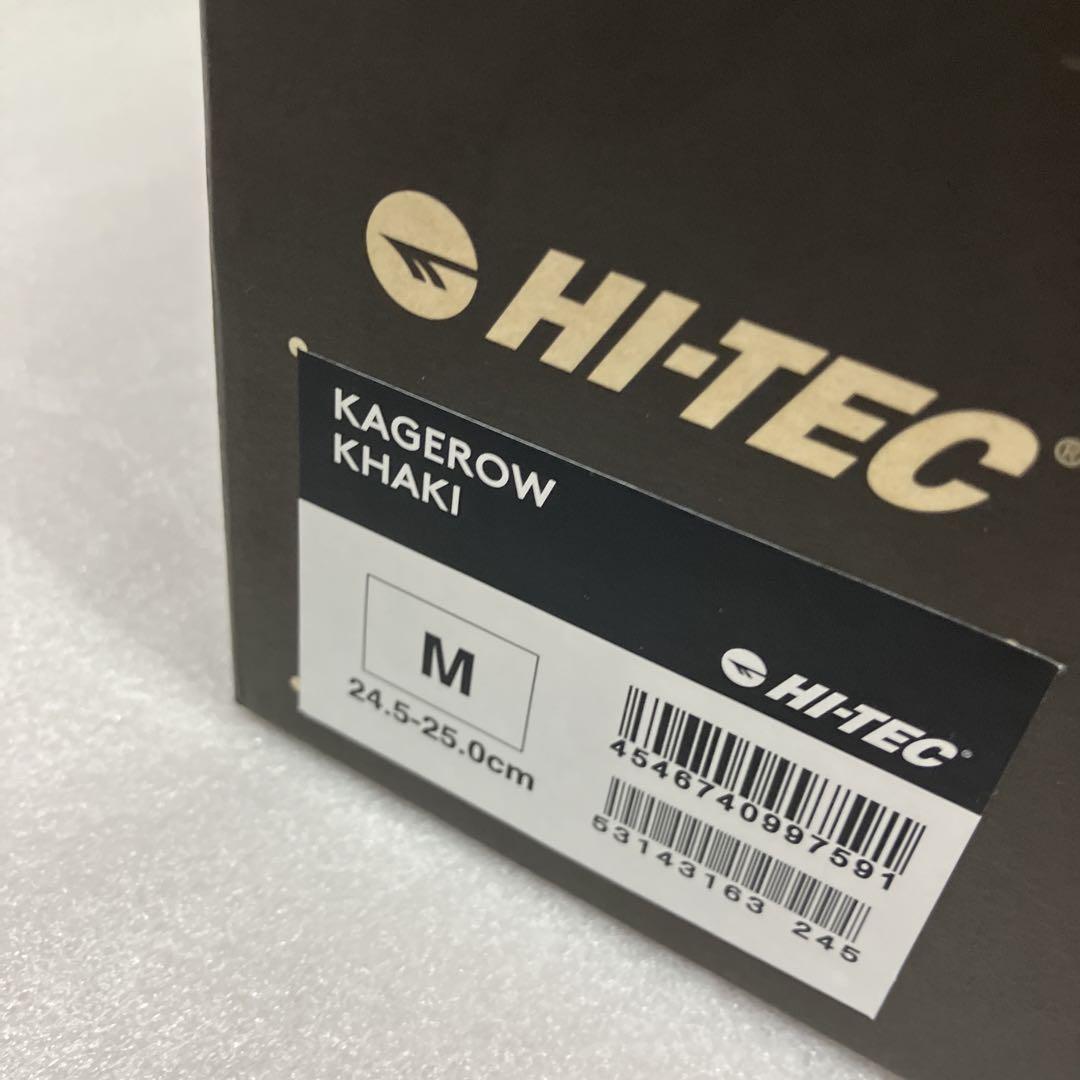 HI-TEC®
KAGEROW
KHAKI
M
24.5-25.0cm
HI-TEC®
4546740997591
53143163 245